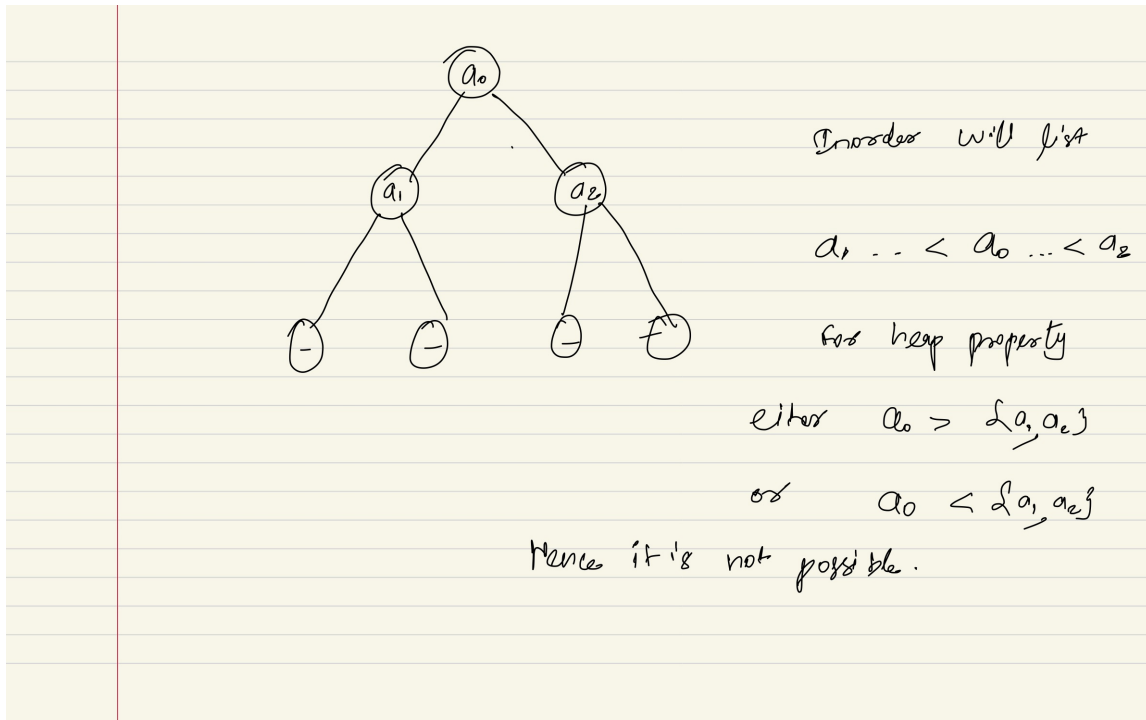 a₀
Inorder will list
a₁ a₂
a₁ .. < a₀ ... < a₂
- - - -
For heap property
either a₀ > {a₁, a₂}
or a₀ < {a₁, a₂}
Hence it is not possible.